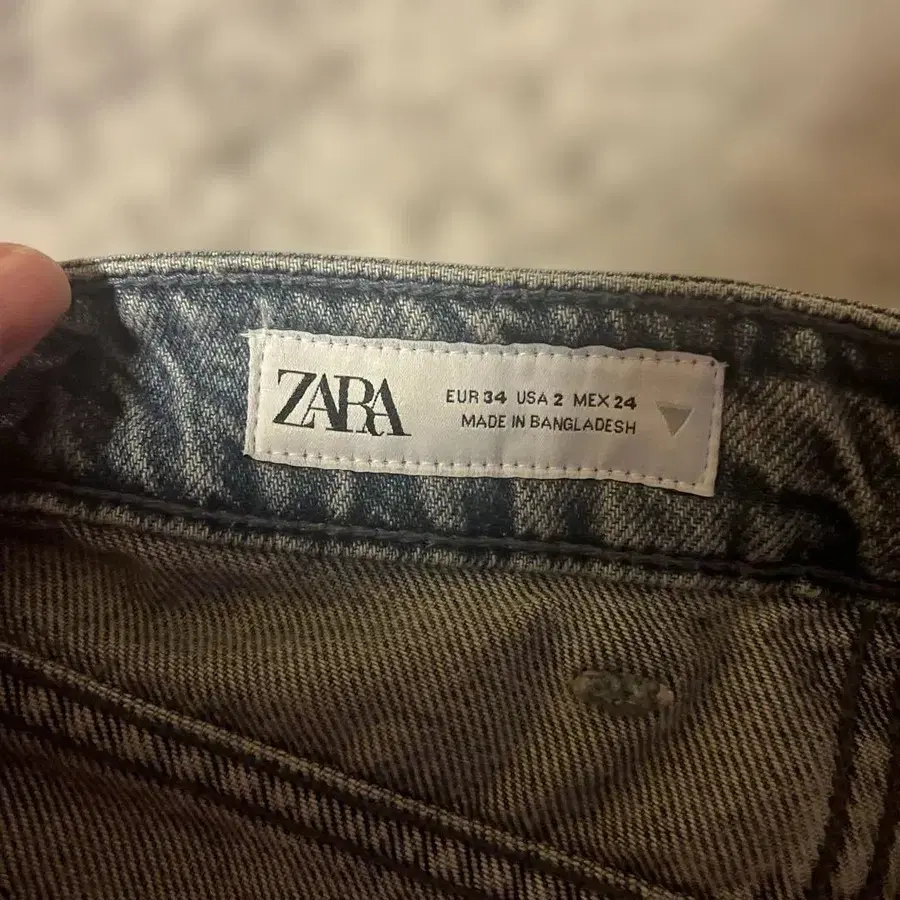 ZARA
EUR 34 USA 2 MEX 24
MADE IN BANGLADESH